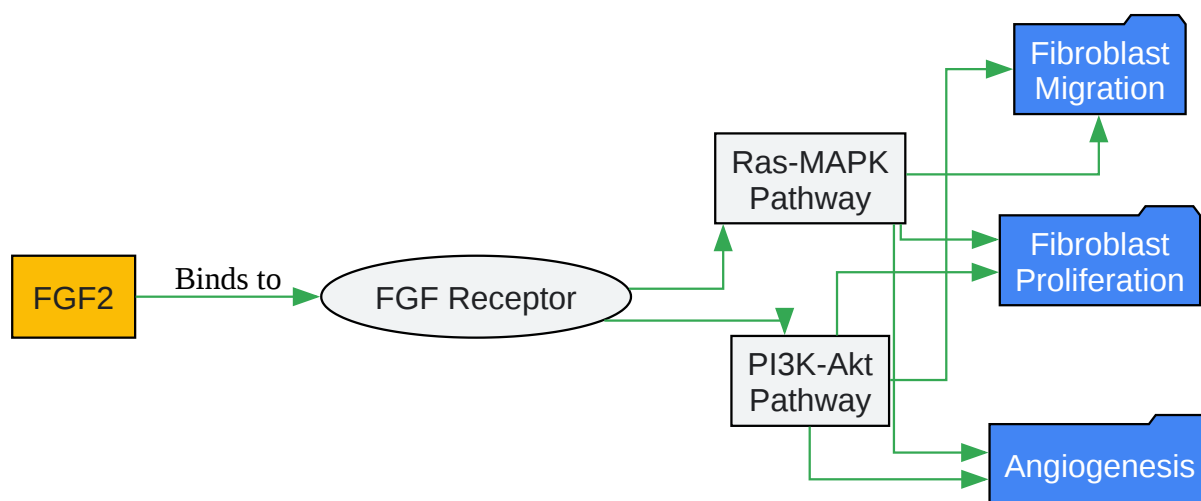 FGF2
Binds to
FGF Receptor
Ras-MAPK
Pathway
PI3K-Akt
Pathway
Fibroblast
Migration
Fibroblast
Proliferation
Angiogenesis